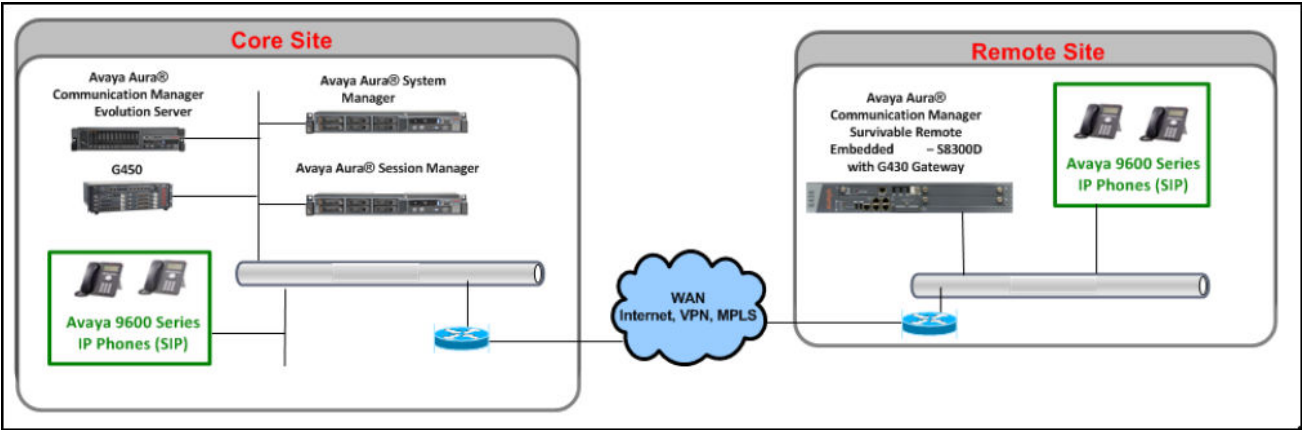 Core Site
Avaya Aura®
Communication Manager
Evolution Server
Avaya Aura® System
Manager
G450
Avaya Aura® Session Manager
Avaya 9600 Series
IP Phones (SIP)
WAN
Internet, VPN, MPLS
Remote Site
Avaya Aura®
Communication Manager
Survivable Remote
Embedded – S8300D
with G430 Gateway
Avaya 9600 Series
IP Phones (SIP)